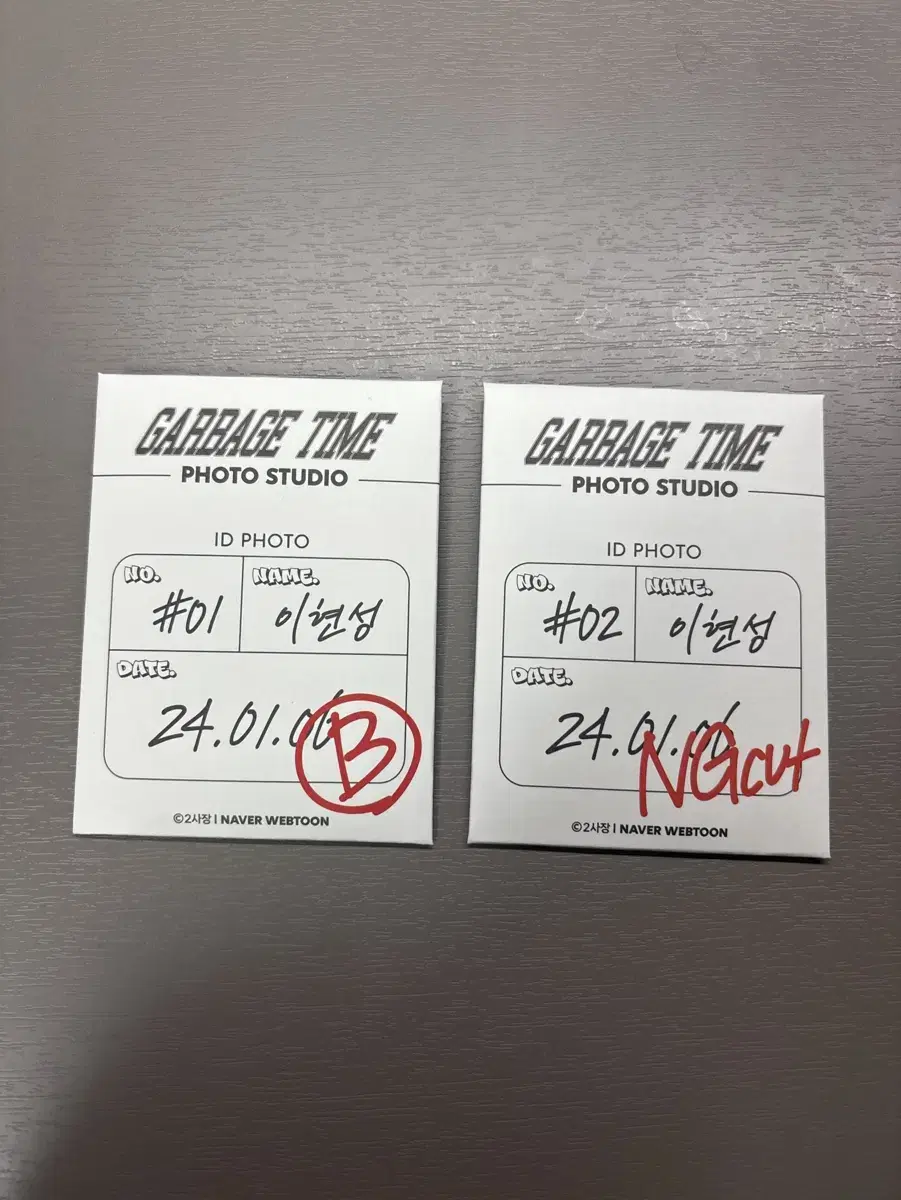 GARBAGE TIME
PHOTO STUDIO
ID PHOTO
NO.
#01
NAME.
이현성
DATE.
24.01.06
B
©2사장 | NAVER WEBTOON
GARBAGE TIME
PHOTO STUDIO
ID PHOTO
NO.
#02
NAME.
이현성
DATE.
24.01.06
NGcut
©2사장 | NAVER WEBTOON